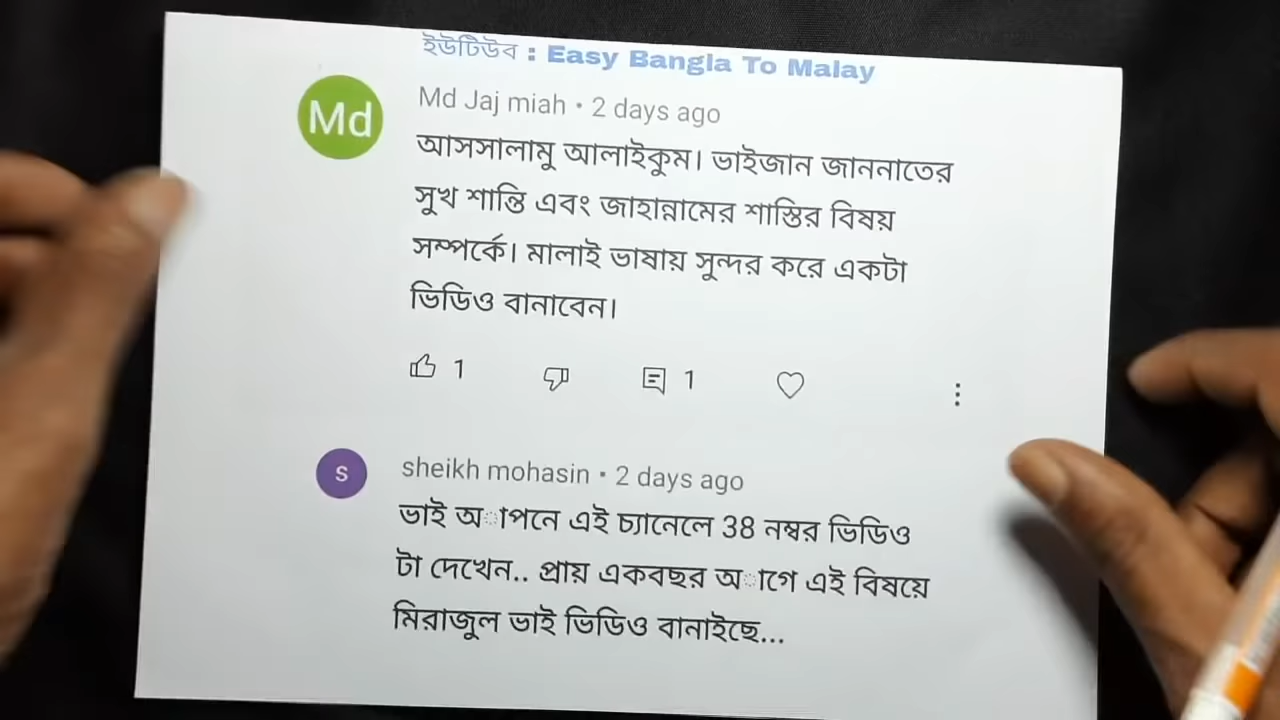 ইউটিউব : Easy Bangla To Malay
Md
Md Jaj miah • 2 days ago
আসসালামু আলাইকুম। ভাইজান জাননাতের
সুখ শান্তি এবং জাহান্নামের শাস্তির বিষয়
সম্পর্কে। মালাই ভাষায় সুন্দর করে একটা
ভিডিও বানাবেন।
1 1
s
sheikh mohasin • 2 days ago
ভাই অাপনে এই চ্যানেলে 38 নম্বর ভিডিও
টা দেখেন.. প্রায় একবছর অাগে এই বিষয়ে
মিরাজুল ভাই ভিডিও বানাইছে...